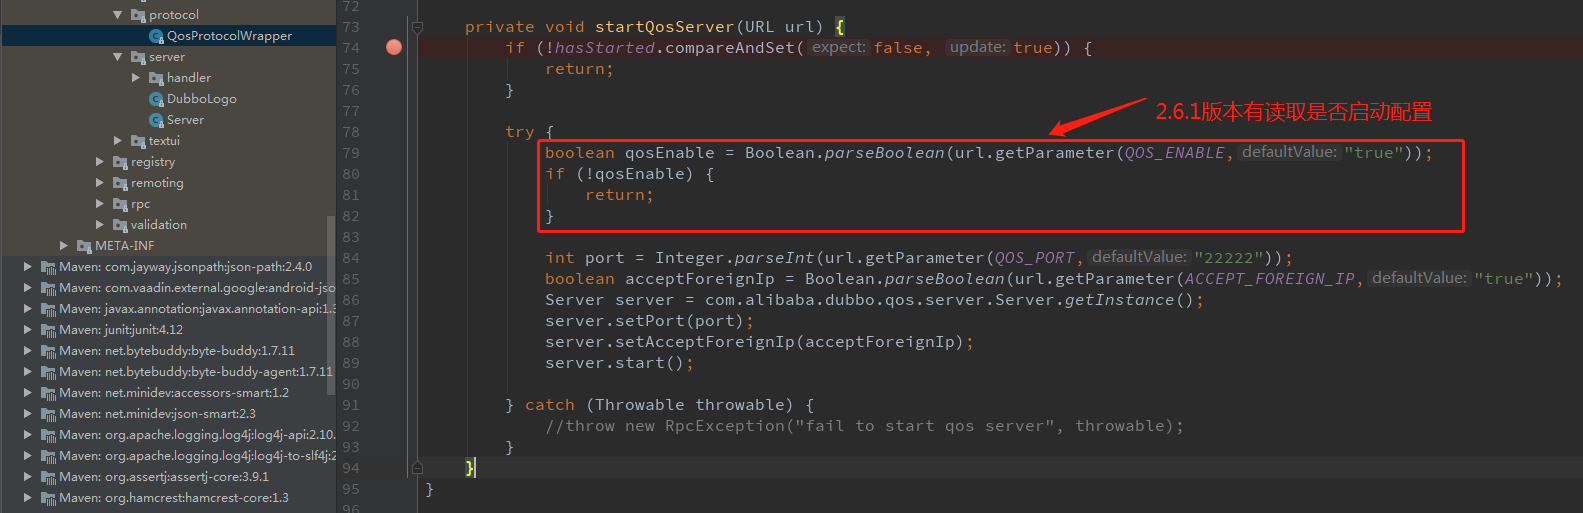 protocol
QosProtocolWrapper
server
handler
DubboLogo
Server
textui
registry
remoting
rpc
validation
META-INF
Maven: com.jayway.jsonpath:json-path:2.4.0
Maven: com.vaadin.external.google:android-jso
Maven: javax.annotation:javax.annotation-api:1.3
Maven: junit:junit:4.12
Maven: net.bytebuddy:byte-buddy:1.7.11
Maven: net.bytebuddy:byte-buddy-agent:1.7.11
Maven: net.minidev:accessors-smart:1.2
Maven: net.minidev:json-smart:2.3
Maven: org.apache.logging.log4j:log4j-api:2.10.
Maven: org.apache.logging.log4j:log4j-to-slf4j:2
Maven: org.assertj:assertj-core:3.9.1
Maven: org.hamcrest:hamcrest-core:1.3
72
73 private void startQosServer(URL url) {
74 if (!hasStarted.compareAndSet( expect: false, update: true)) {
75 return;
76 }
77
2.6.1版本有读取是否启动配置
78 try {
79 boolean qosEnable = Boolean.parseBoolean(url.getParameter(QOS_ENABLE, defaultValue: "true"));
80 if (!qosEnable) {
81 return;
82 }
83
84 int port = Integer.parseInt(url.getParameter(QOS_PORT, defaultValue: "22222"));
85 boolean acceptForeignIp = Boolean.parseBoolean(url.getParameter(ACCEPT_FOREIGN_IP, defaultValue: "true"));
86 Server server = com.alibaba.dubbo.qos.server.Server.getInstance();
87 server.setPort(port);
88 server.setAcceptForeignIp(acceptForeignIp);
89 server.start();
90
91 } catch (Throwable throwable) {
92 //throw new RpcException("fail to start qos server", throwable);
93 }
94 }
95 }
96